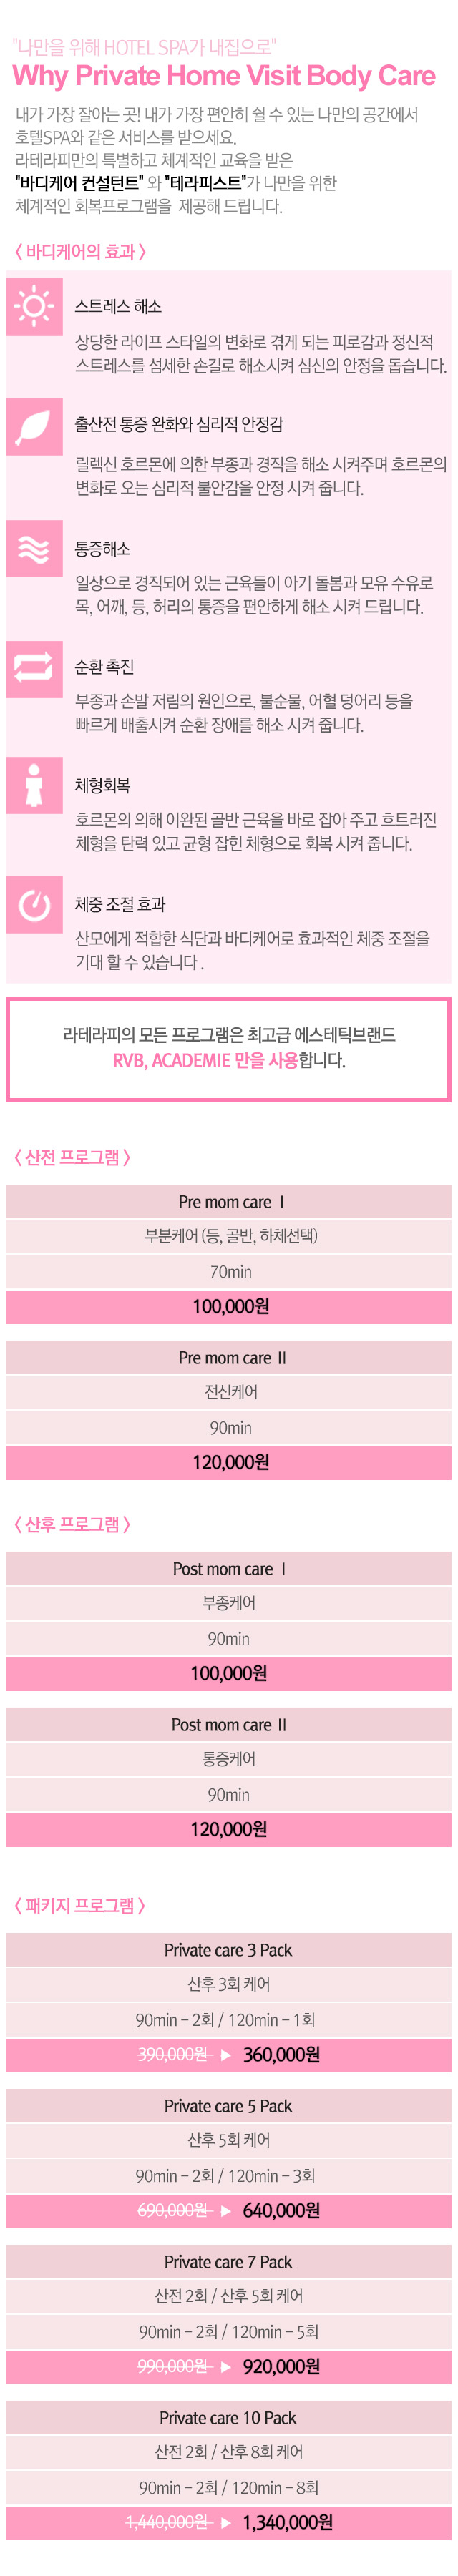 "나만을 위해 HOTEL SPA가 내집으로"
Why Private Home Visit Body Care
내가 가장 잘아는 곳! 내가 가장 편안히 쉴 수 있는 나만의 공간에서
호텔SPA와 같은 서비스를 받으세요.
라테라피만의 특별하고 체계적인 교육을 받은
"바디케어 컨설턴트" 와 "테라피스트"가 나만을 위한
체계적인 회복프로그램을 제공해 드립니다.
〈 바디케어의 효과 〉
스트레스 해소
상당한 라이프 스타일의 변화로 겪게 되는 피로감과 정신적
스트레스를 섬세한 손길로 해소시켜 심신의 안정을 돕습니다.
출산전 통증 완화와 심리적 안정감
릴렉신 호르몬에 의한 부종과 경직을 해소 시켜주며 호르몬의
변화로 오는 심리적 불안감을 안정 시켜 줍니다.
통증해소
일상으로 경직되어 있는 근육들이 아기 돌봄과 모유 수유로
목, 어깨, 등, 허리의 통증을 편안하게 해소 시켜 드립니다.
순환 촉진
부종과 손발 저림의 원인으로, 불순물, 어혈 덩어리 등을
빠르게 배출시켜 순환 장애를 해소 시켜 줍니다.
체형회복
호르몬의 의해 이완된 골반 근육을 바로 잡아 주고 흐트러진
체형을 탄력 있고 균형 잡힌 체형으로 회복 시켜 줍니다.
체중 조절 효과
산모에게 적합한 식단과 바디케어로 효과적인 체중 조절을
기대 할 수 있습니다 .
라테라피의 모든 프로그램은 최고급 에스테틱브랜드
RVB, ACADEMIE 만을 사용합니다.
〈 산전 프로그램 〉
Pre mom care Ⅰ
부분케어 (등, 골반, 하체선택)
70min
100,000원
Pre mom care Ⅱ
전신케어
90min
120,000원
〈 산후 프로그램 〉
Post mom care Ⅰ
부종케어
90min
100,000원
Post mom care Ⅱ
통증케어
90min
120,000원
〈 패키지 프로그램 〉
Private care 3 Pack
산후 3회 케어
90min – 2회 / 120min – 1회
390,000원 ▶ 360,000원
Private care 5 Pack
산후 5회 케어
90min – 2회 / 120min – 3회
690,000원 ▶ 640,000원
Private care 7 Pack
산전 2회 / 산후 5회 케어
90min – 2회 / 120min – 5회
990,000원 ▶ 920,000원
Private care 10 Pack
산전 2회 / 산후 8회 케어
90min – 2회 / 120min – 8회
1,440,000원 ▶ 1,340,000원